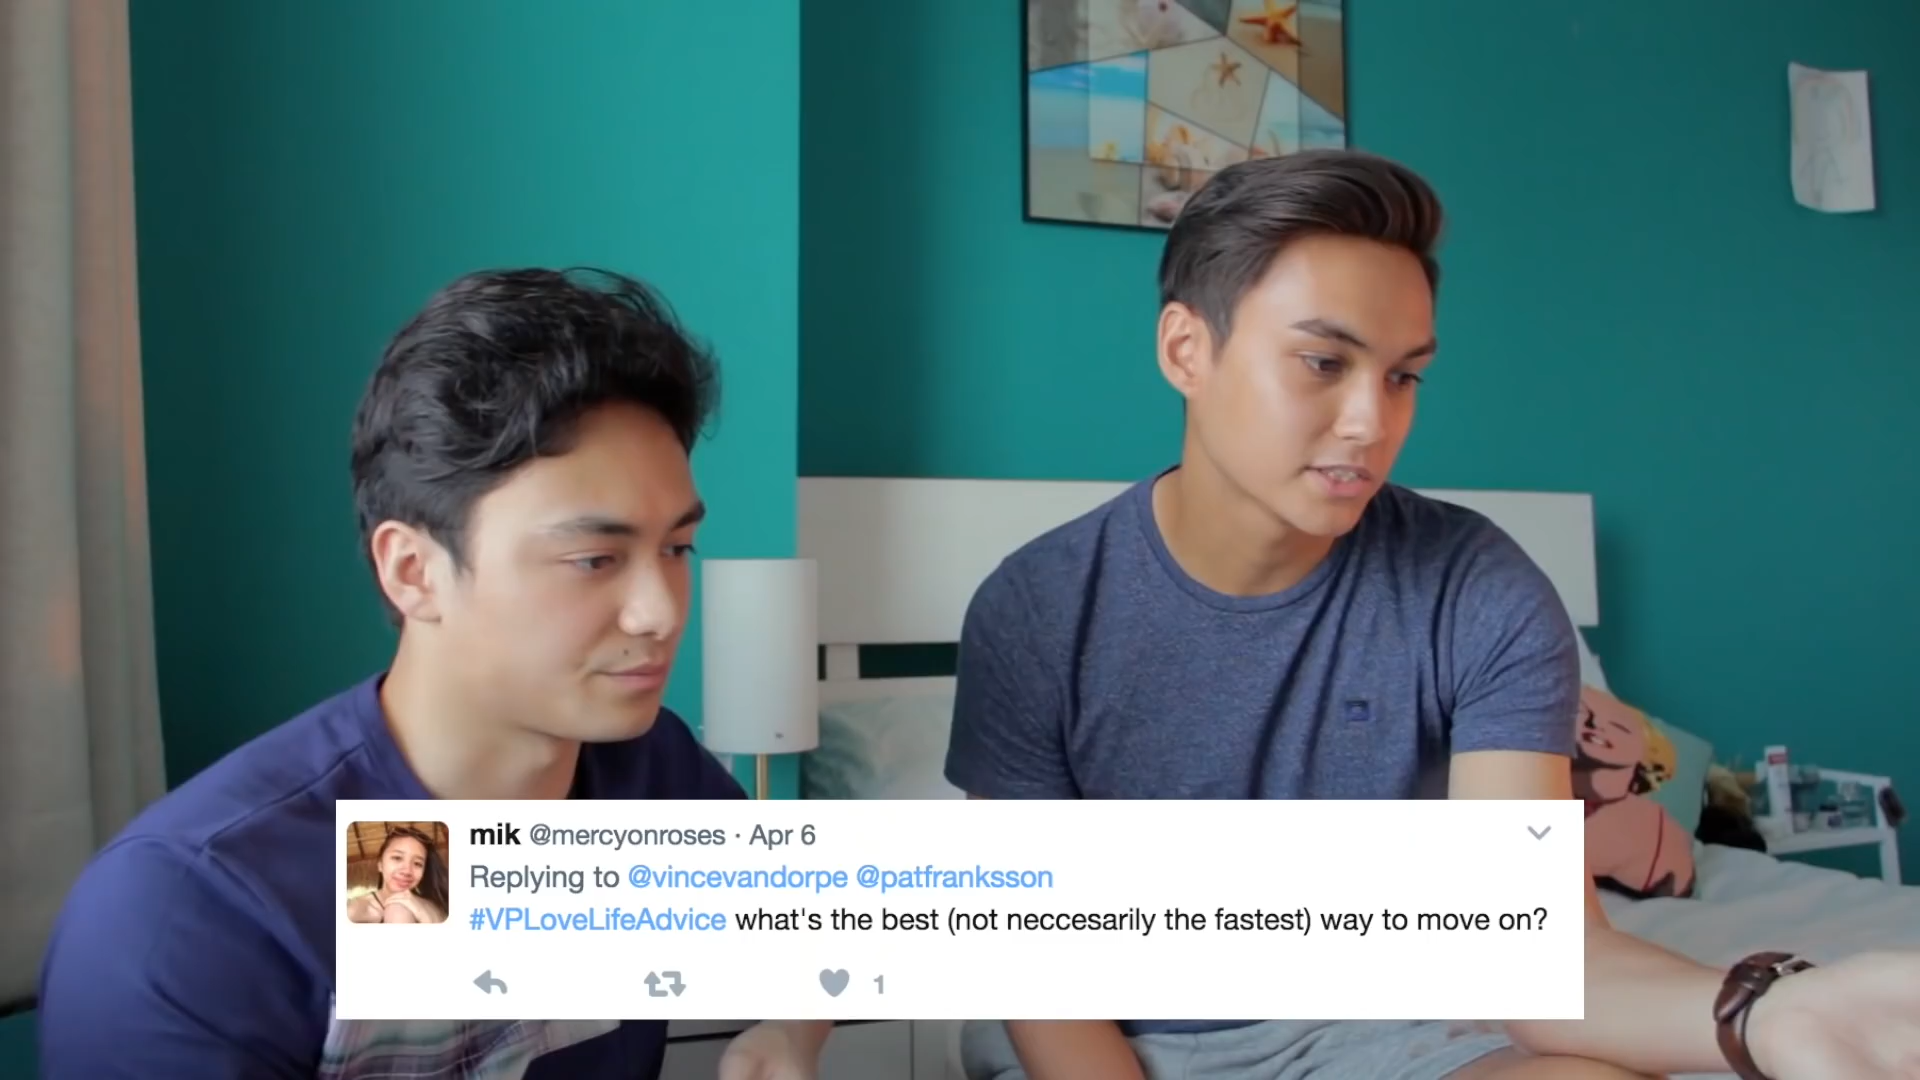 mik @mercyonroses · Apr 6
Replying to @vincevandorpe @patfranksson
#VPLoveLifeAdvice what's the best (not neccesarily the fastest) way to move on?
1